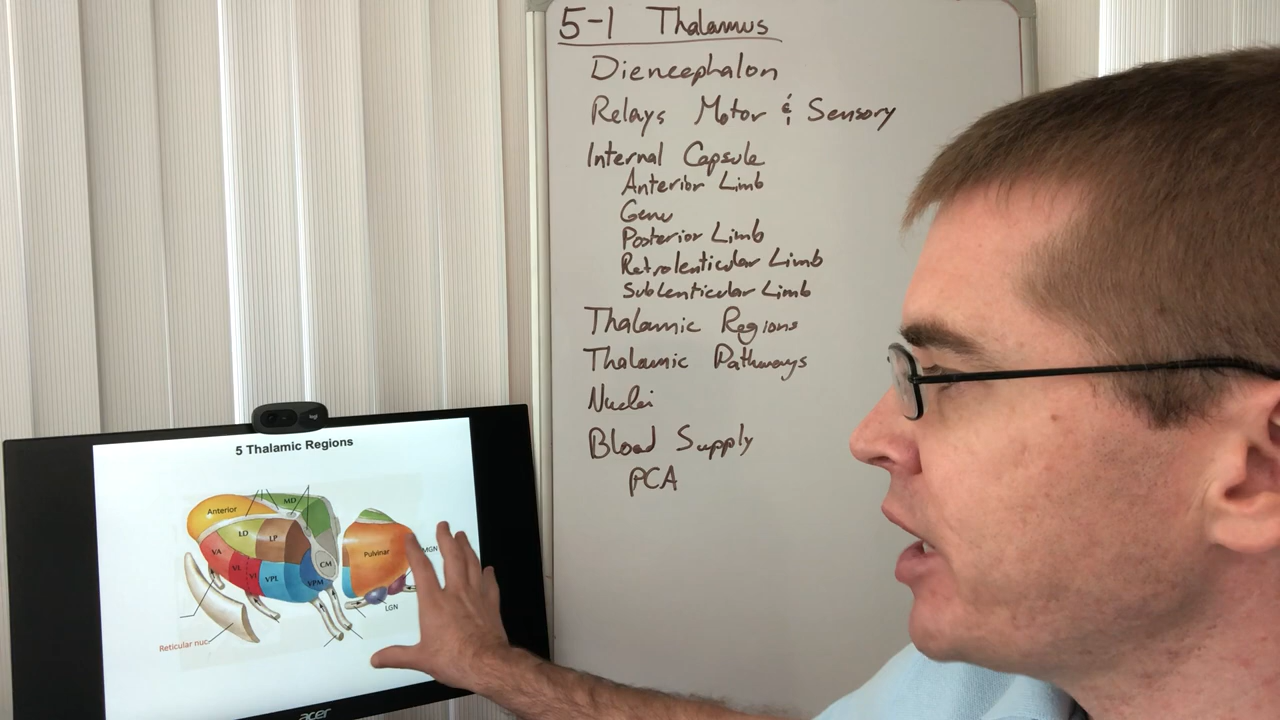 5-1 Thalamus
Diencephalon
Relays Motor & Sensory
Internal Capsule
Anterior Limb
Genu
Posterior Limb
Retrolenticular Limb
Sublenticular Limb
Thalamic Regions
Thalamic Pathways
Nuclei
Blood Supply
PCA
logi
5 Thalamic Regions
Anterior
MD
LD
LP
VA
VL
VPL
VPM
CM
Pulvinar
MGN
LGN
Reticular nuc
acer